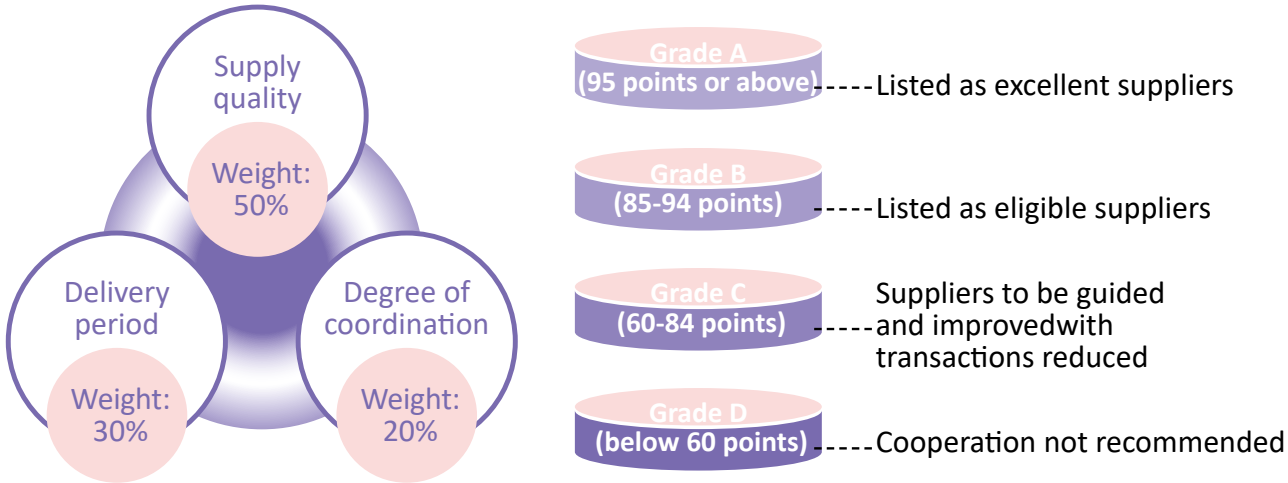 Supply
quality
Weight:
50%
Delivery
period
Weight:
30%
Degree of
coordination
Weight:
20%
Grade A
(95 points or above)
Listed as excellent suppliers
Grade B
(85-94 points)
Listed as eligible suppliers
Grade C
(60-84 points)
Suppliers to be guided
and improvedwith
transactions reduced
Grade D
(below 60 points)
Cooperation not recommended